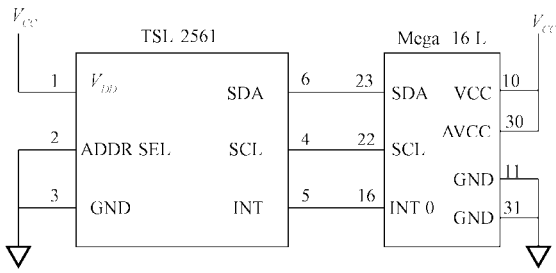 V_CC TSL 2561 Mega 16 L V_CC
1 V_DD SDA 6 23 SDA VCC 10
AVCC 30
2 ADDR SEL SCL 4 22 SCL
GND 11
3 GND INT 5 16 INT 0 GND 31